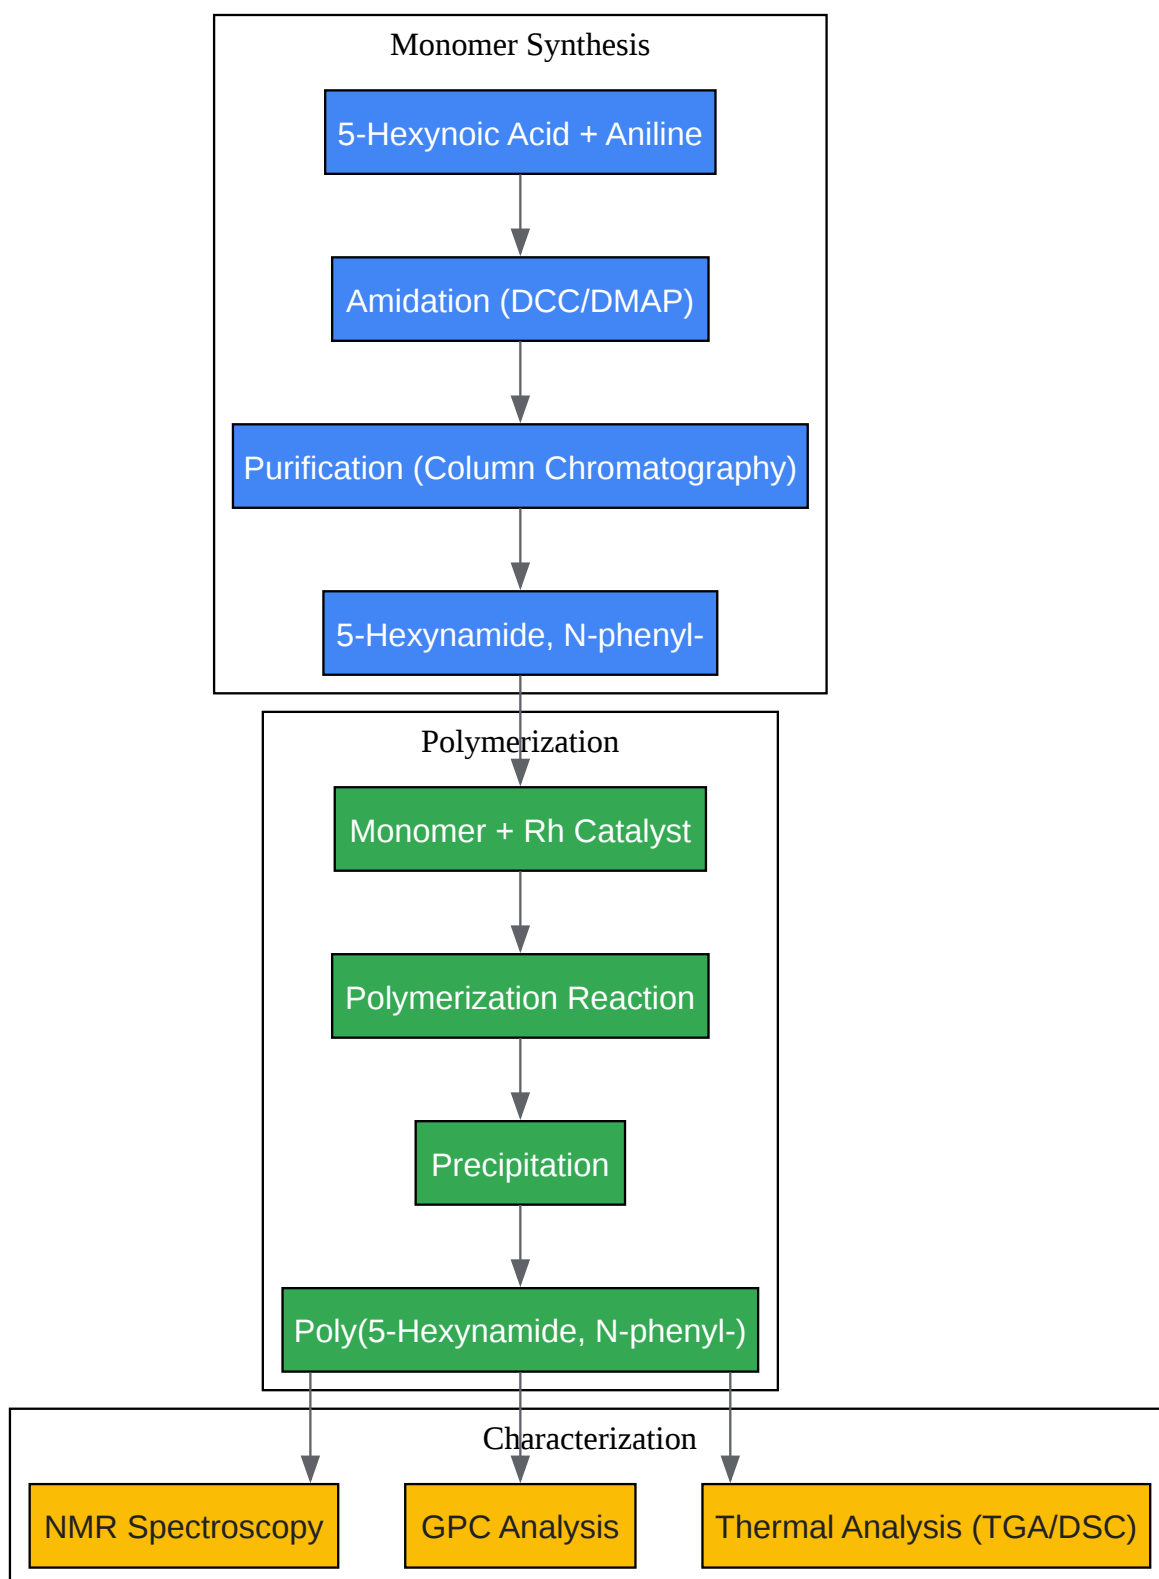 Monomer Synthesis
5-Hexynoic Acid + Aniline
Amidation (DCC/DMAP)
Purification (Column Chromatography)
5-Hexynamide, N-phenyl-
Polymerization
Monomer + Rh Catalyst
Polymerization Reaction
Precipitation
Poly(5-Hexynamide, N-phenyl-)
Characterization
NMR Spectroscopy
GPC Analysis
Thermal Analysis (TGA/DSC)